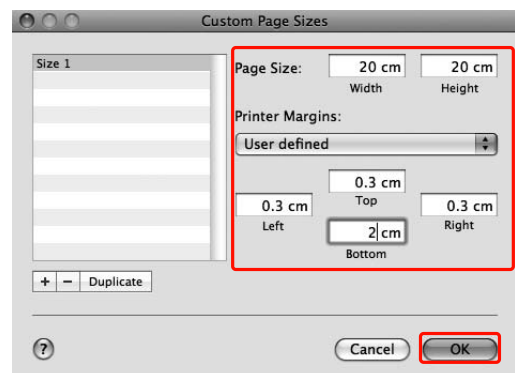 Custom Page Sizes
Size 1
Page Size: 20 cm 20 cm
Width Height
Printer Margins:
User defined
0.3 cm
Top
0.3 cm 0.3 cm
Left Right
2 cm
Bottom
+ − Duplicate
? Cancel OK